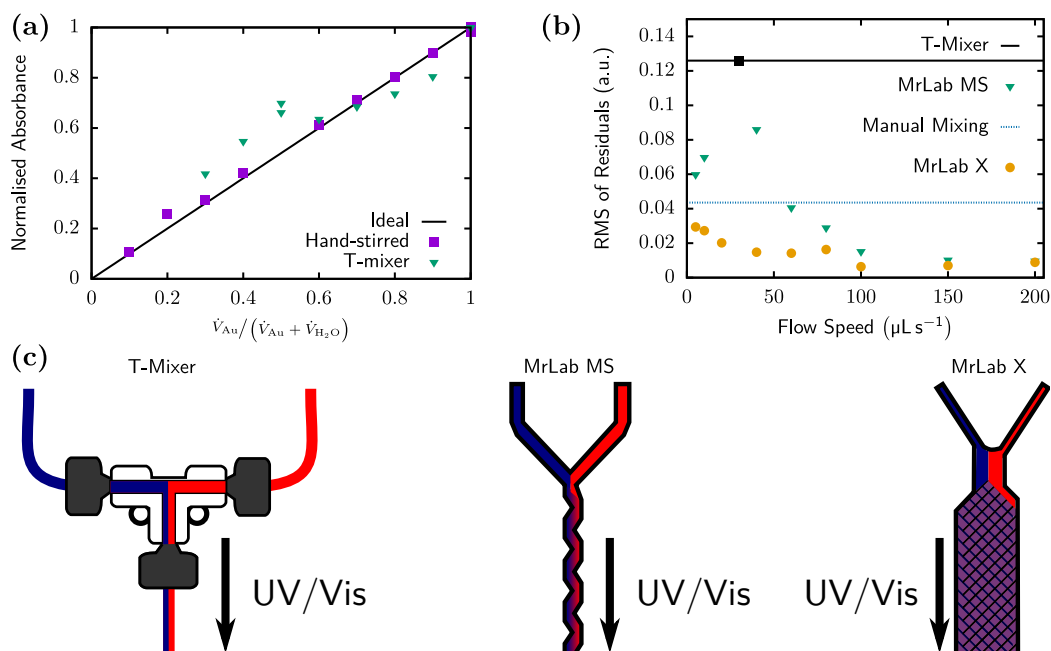 (a)
Normalised Absorbance
1
0.8
0.6
0.4
0.2
0
0
0.2
0.4
0.6
0.8
1
Ideal
Hand-stirred
T-mixer
V̇Au/(V̇Au + V̇H₂O)
(b)
RMS of Residuals (a.u.)
0.14
0.12
0.1
0.08
0.06
0.04
0.02
0
0
50
100
150
200
T-Mixer
MrLab MS
Manual Mixing
MrLab X
Flow Speed (µL s⁻¹)
(c)
T-Mixer
MrLab MS
MrLab X
UV/Vis
UV/Vis
UV/Vis